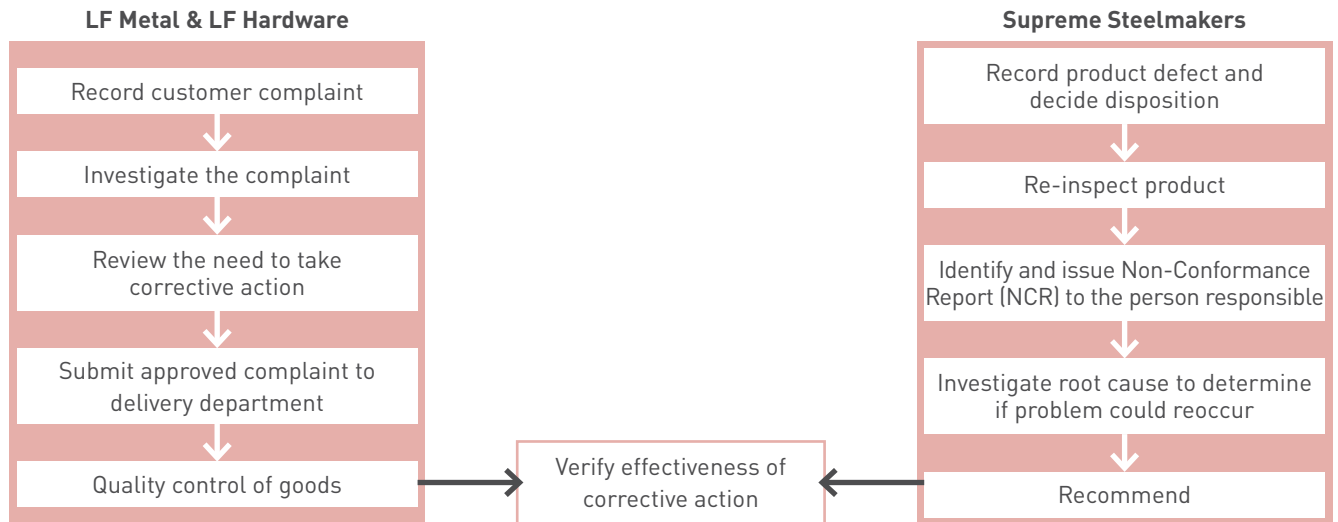 LF Metal & LF Hardware
Record customer complaint
Investigate the complaint
Review the need to take
corrective action
Submit approved complaint to
delivery department
Quality control of goods
Verify effectiveness of
corrective action
Supreme Steelmakers
Record product defect and
decide disposition
Re-inspect product
Identify and issue Non-Conformance
Report (NCR) to the person responsible
Investigate root cause to determine
if problem could reoccur
Recommend